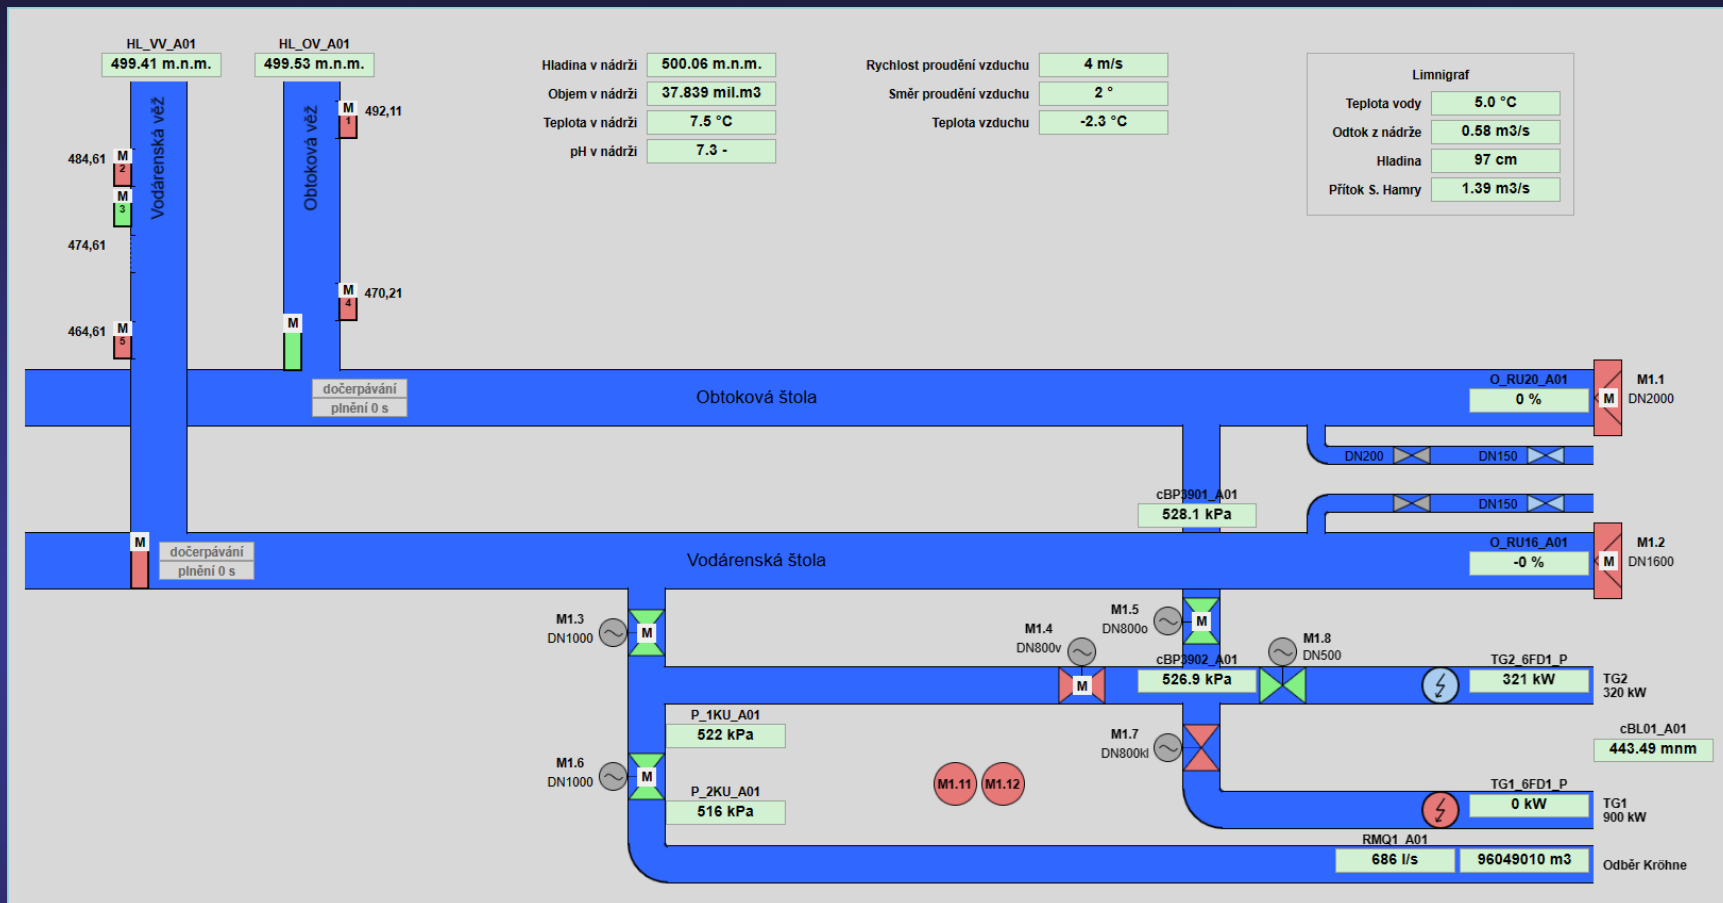 HL_VV_A01
499.41 m.n.m.
HL_OV_A01
499.53 m.n.m.
Vodárenská věž
Obtoková věž
M
1
492,11
484,61
M
2
M
3
474,61
M
4
470,21
464,61
M
5
M
Hladina v nádrži 500.06 m.n.m.
Objem v nádrži 37.839 mil.m3
Teplota v nádrži 7.5 °C
pH v nádrži 7.3 -
Rychlost proudění vzduchu 4 m/s
Směr proudění vzduchu 2 °
Teplota vzduchu -2.3 °C
Limnigraf
Teplota vody 5.0 °C
Odtok z nádrže 0.58 m3/s
Hladina 97 cm
Přítok S. Hamry 1.39 m3/s
dočerpávání
plnění 0 s
Obtoková štola
O_RU20_A01
0 %
M
M1.1
DN2000
DN200
DN150
cBP3901_A01
528.1 kPa
DN150
M
dočerpávání
plnění 0 s
Vodárenská štola
O_RU16_A01
-0 %
M
M1.2
DN1600
M1.3
DN1000
M
M1.4
DN800v
M
M1.5
DN800o
M
M1.8
DN500
cBP3902_A01
526.9 kPa
TG2_6FD1_P
321 kW
TG2
320 kW
P_1KU_A01
522 kPa
M1.7
DN800kl
cBL01_A01
443.49 mnm
M1.6
DN1000
M
P_2KU_A01
516 kPa
M1.11
M1.12
TG1_6FD1_P
0 kW
TG1
900 kW
RMQ1_A01
686 l/s
96049010 m3
Odběr Kröhne